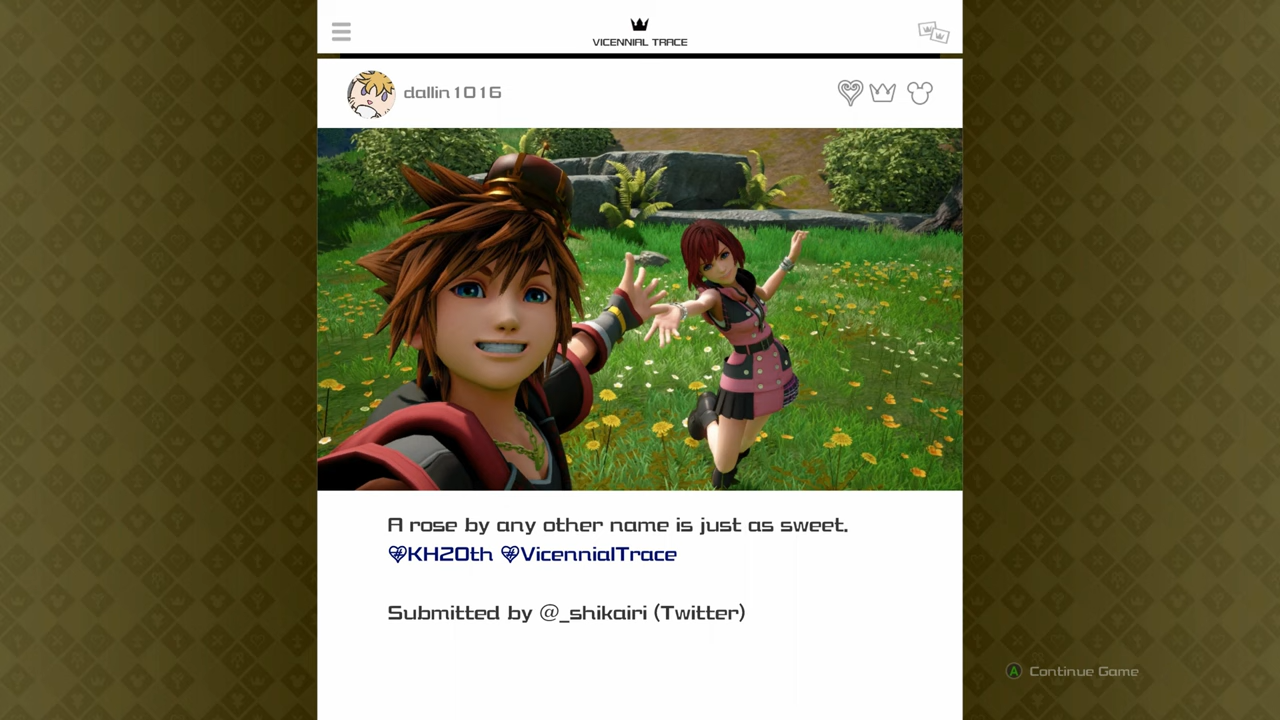 VICENNIAL TRACE
dallin1016
A rose by any other name is just as sweet.
#KH20th #VicennialTrace
Submitted by @_shikairi (Twitter)
A Continue Game